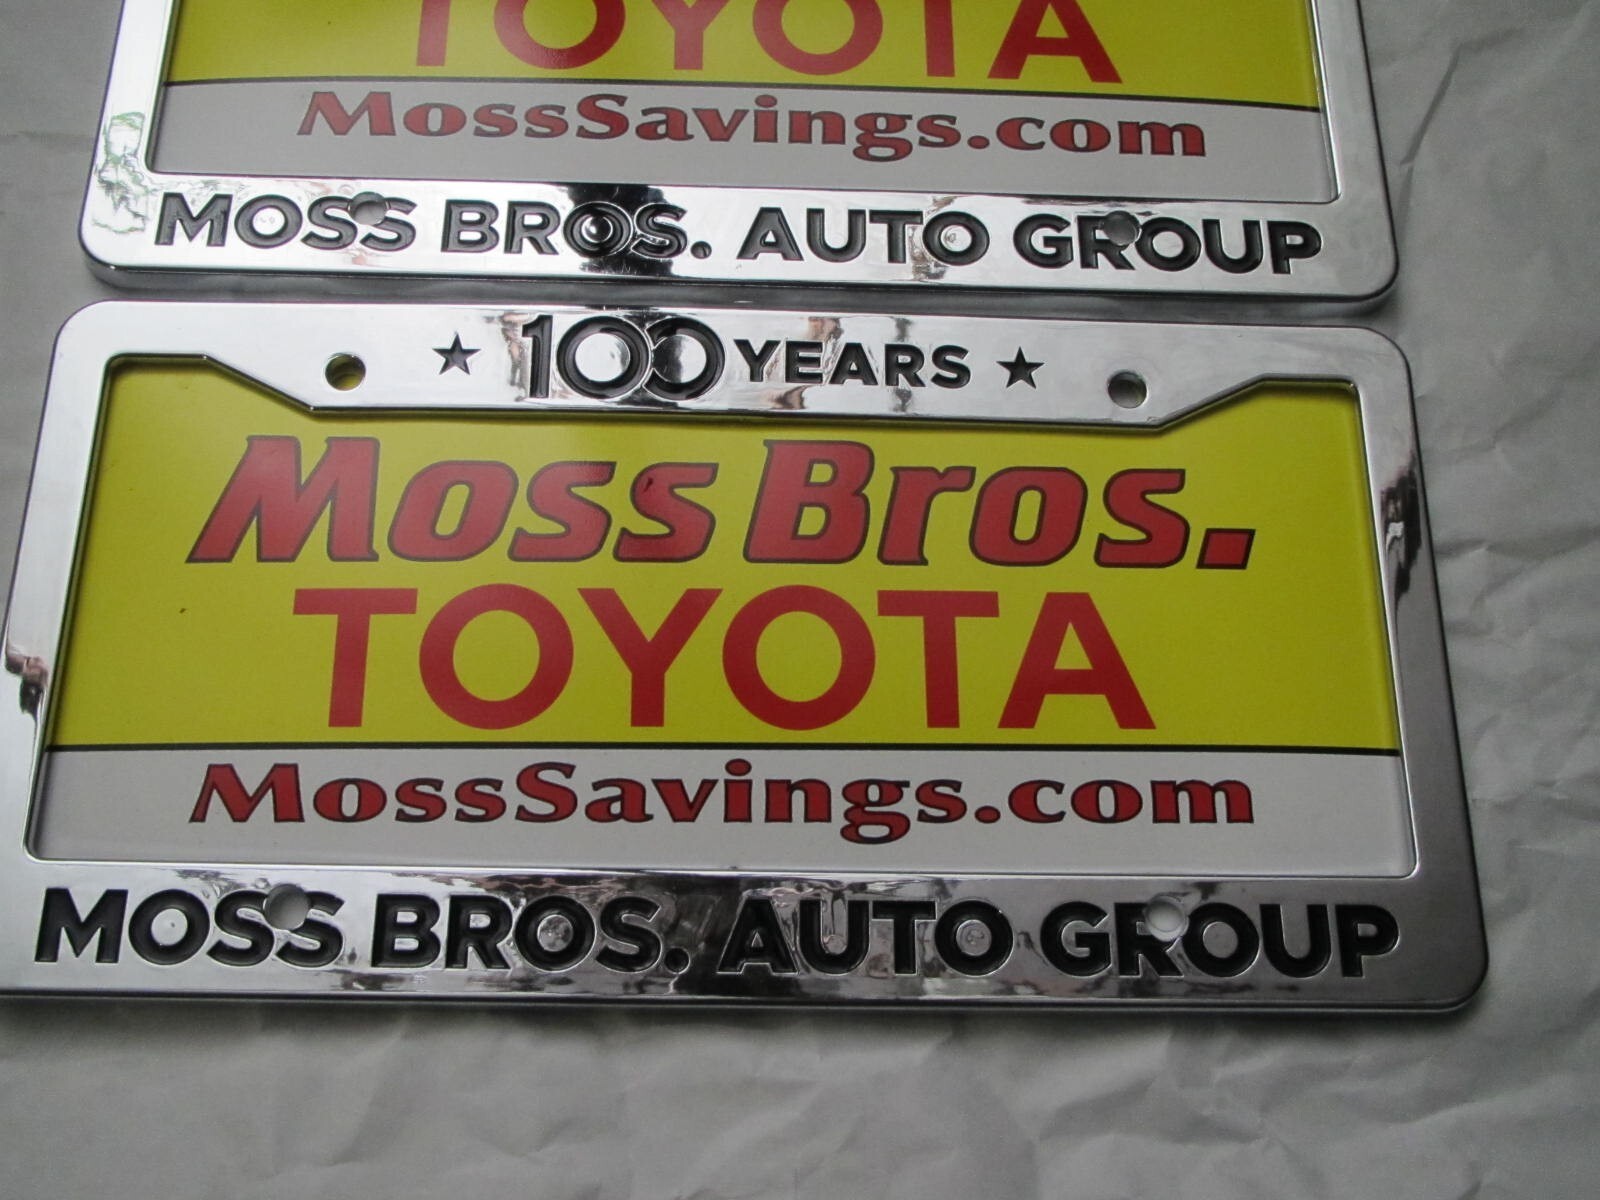 TOYOTA
MossSavings.com
MOSS BROS. AUTO GROUP
★ 100 YEARS ★
Moss Bros.
TOYOTA
MossSavings.com
MOSS BROS. AUTO GROUP